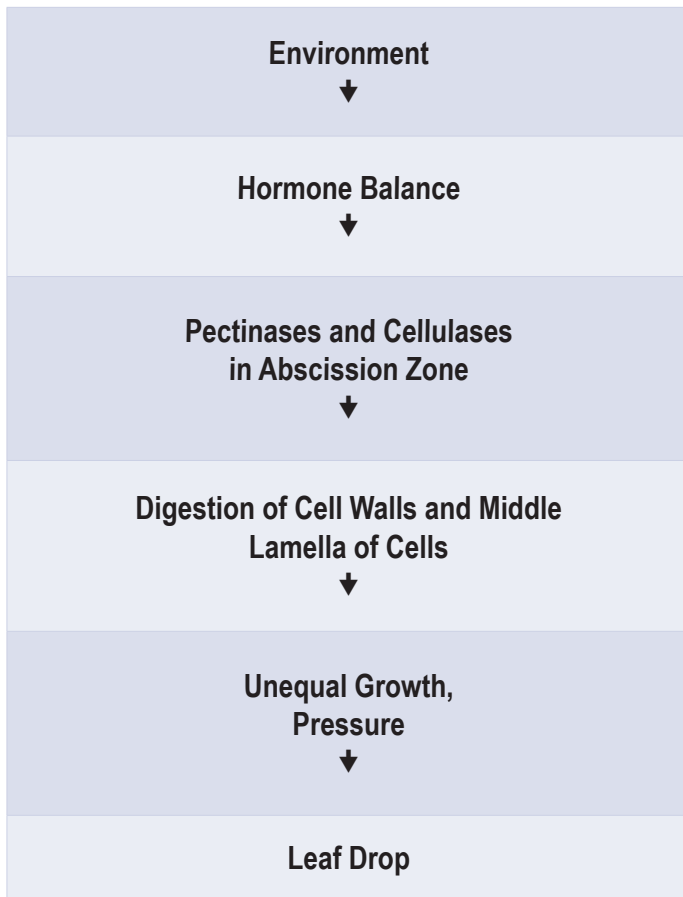 Environment
Hormone Balance
Pectinases and Cellulases
in Abscission Zone
Digestion of Cell Walls and Middle
Lamella of Cells
Unequal Growth,
Pressure
Leaf Drop